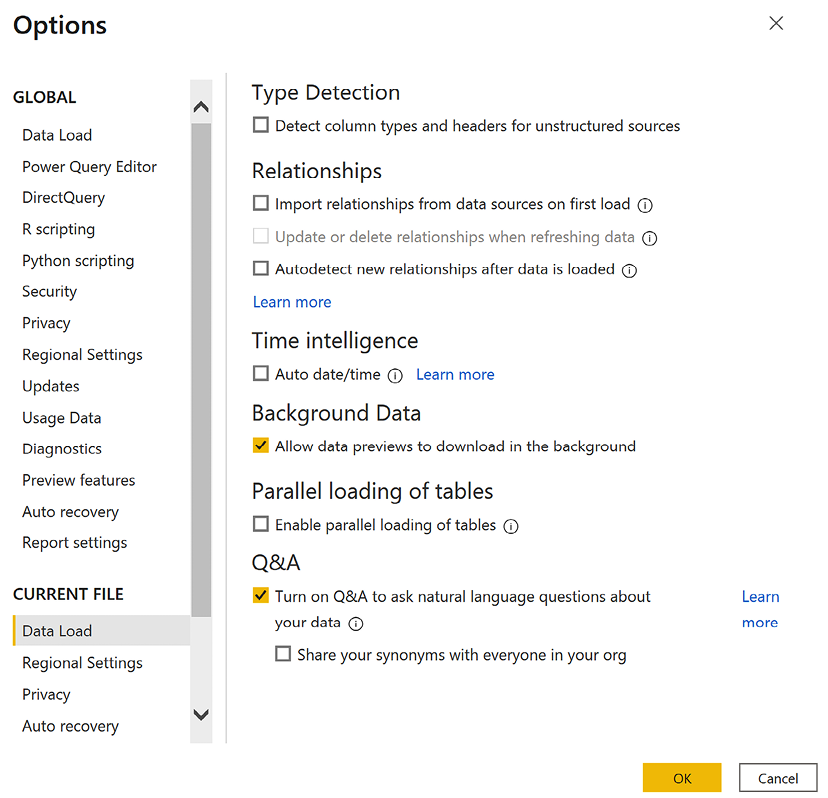 Options
GLOBAL
Data Load
Power Query Editor
DirectQuery
R scripting
Python scripting
Security
Privacy
Regional Settings
Updates
Usage Data
Diagnostics
Preview features
Auto recovery
Report settings
CURRENT FILE
Data Load
Regional Settings
Privacy
Auto recovery
Type Detection
Detect column types and headers for unstructured sources
Relationships
Import relationships from data sources on first load
Update or delete relationships when refreshing data
Autodetect new relationships after data is loaded
Learn more
Time intelligence
Auto date/time Learn more
Background Data
Allow data previews to download in the background
Parallel loading of tables
Enable parallel loading of tables
Q&A
Turn on Q&A to ask natural language questions about
your data
Learn
more
Share your synonyms with everyone in your org
OK
Cancel